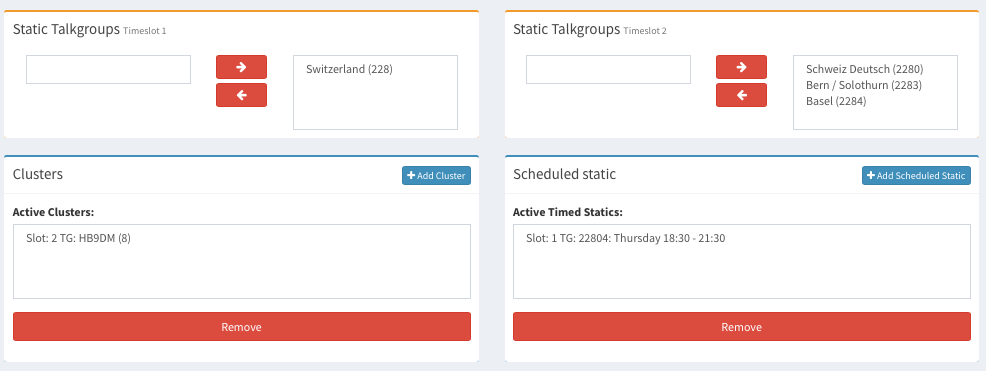 Static Talkgroups Timeslot 1
Switzerland (228)
Static Talkgroups Timeslot 2
Schweiz Deutsch (2280)
Bern / Solothurn (2283)
Basel (2284)
Clusters
Add Cluster
Active Clusters:
Slot: 2 TG: HB9DM (8)
Remove
Scheduled static
Add Scheduled Static
Active Timed Statics:
Slot: 1 TG: 22804: Thursday 18:30 - 21:30
Remove